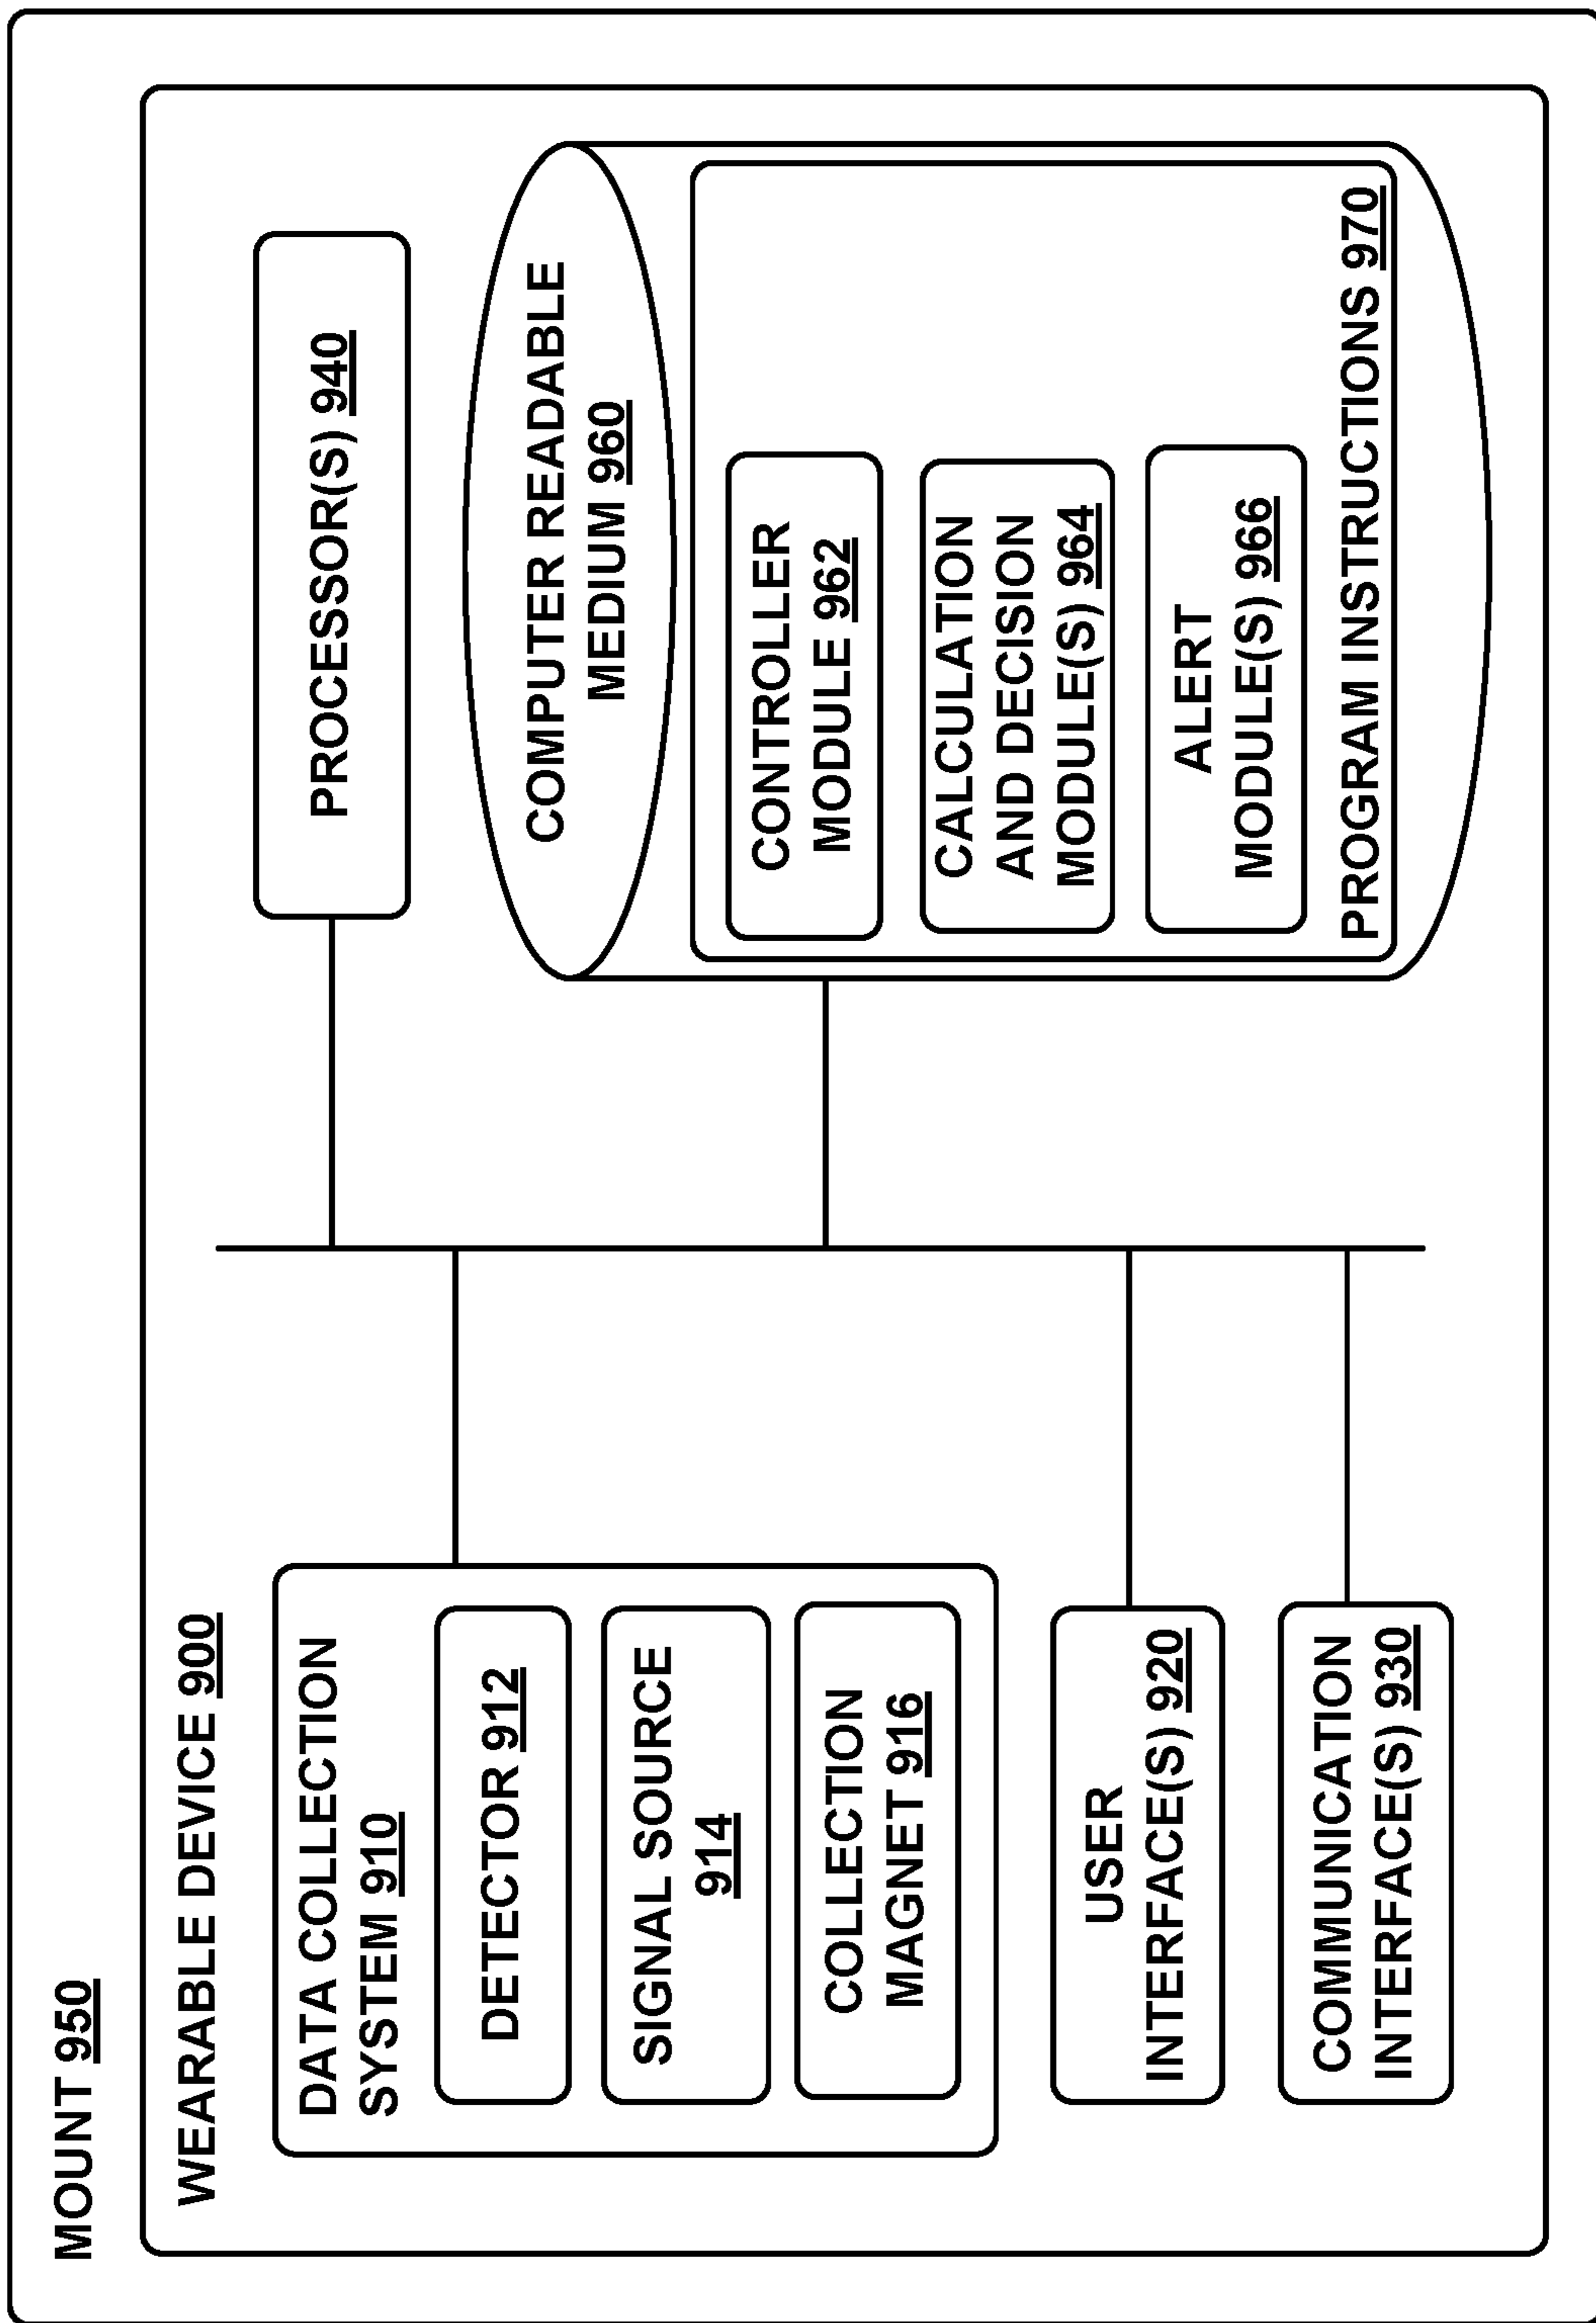 MOUNT 950
WEARABLE DEVICE 900
DATA COLLECTION
SYSTEM 910
DETECTOR 912
SIGNAL SOURCE
914
COLLECTION
MAGNET 916
USER
INTERFACE(S) 920
COMMUNICATION
INTERFACE(S) 930
PROCESSOR(S) 940
COMPUTER READABLE
MEDIUM 960
CONTROLLER
MODULE 962
CALCULATION
AND DECISION
MODULE(S) 964
ALERT
MODULE(S) 966
PROGRAM INSTRUCTIONS 970